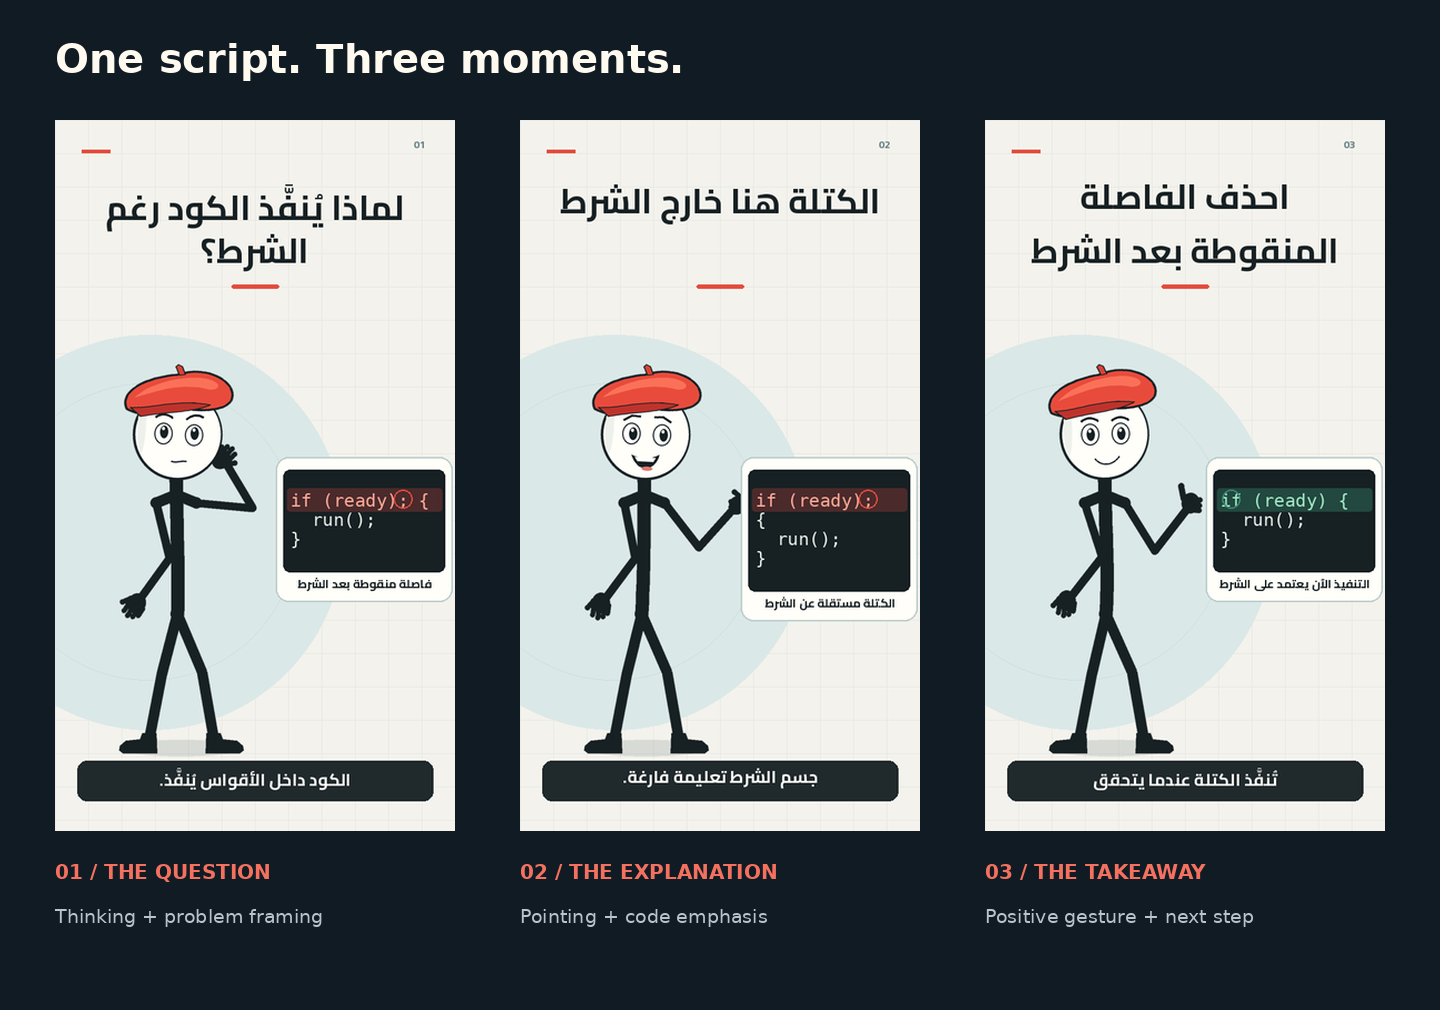 One script. Three moments.
01
لماذا يُنفَّذ الكود رغم
الشرط؟
if (ready); {
  run();
}
فاصلة منقوطة بعد الشرط
الكود داخل الأقواس يُنفَّذ.
01 / THE QUESTION
Thinking + problem framing
02
الكتلة هنا خارج الشرط
if (ready);
{
  run();
}
الكتلة مستقلة عن الشرط
جسم الشرط تعليمة فارغة.
02 / THE EXPLANATION
Pointing + code emphasis
03
احذف الفاصلة
المنقوطة بعد الشرط
if (ready) {
  run();
}
التنفيذ الآن يعتمد على الشرط
تُنفَّذ الكتلة عندما يتحقق
03 / THE TAKEAWAY
Positive gesture + next step